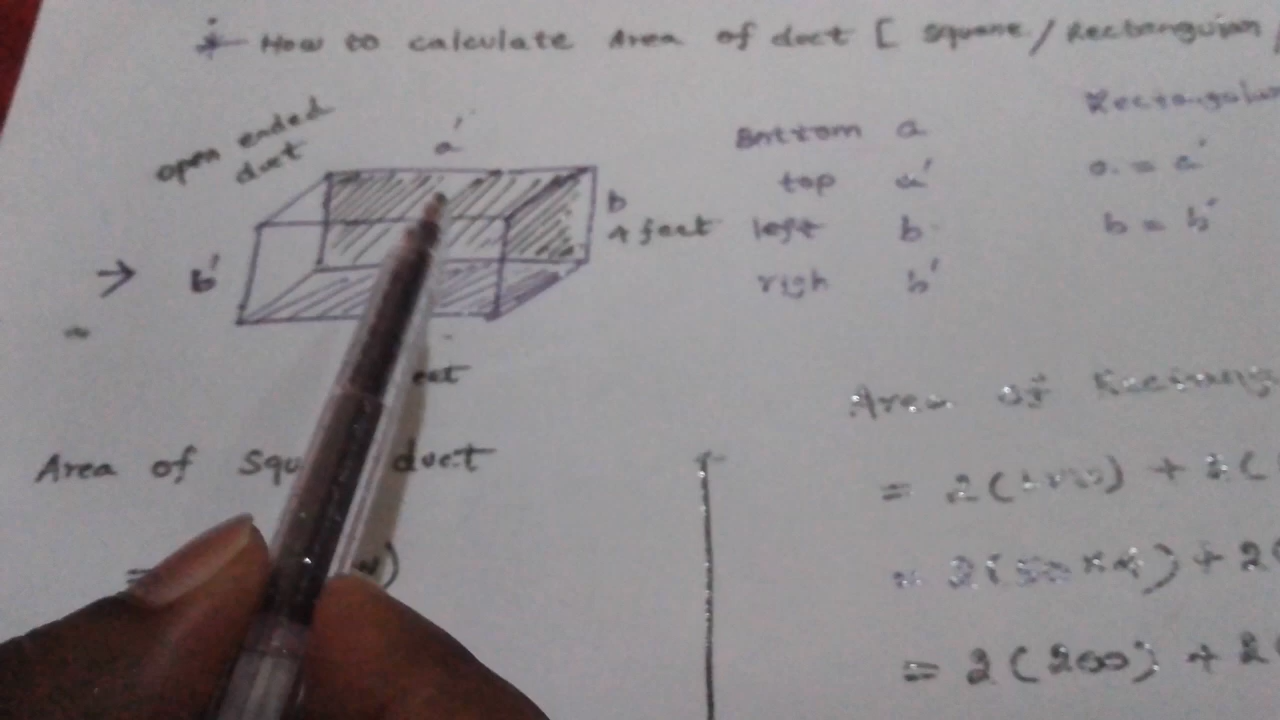 * How to calculate Area of duct [ square / Rectangular /
open ended
duct
a'
b
4 feet
b'
Bottom a
top a'
left b
righ b'
Rectangular
a = a'
b = b'
Area of duct
Area of
= 2( ) + 2(
= 2(50 x 4) + 2(
= 2(200) + 2(